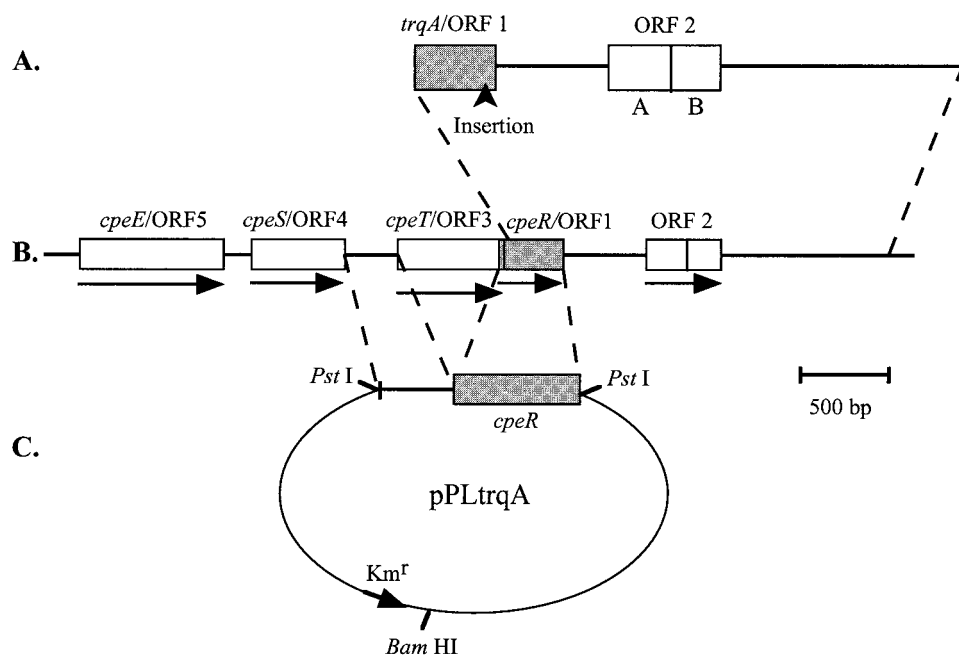 trqA/ORF 1
ORF 2
A.
A
B
Insertion
cpeE/ORF5
cpeS/ORF4
cpeT/ORF3
cpeR/ORF1
ORF 2
B.
Pst I
Pst I
cpeR
500 bp
C.
pPLtrqA
Kmʳ
Bam HI